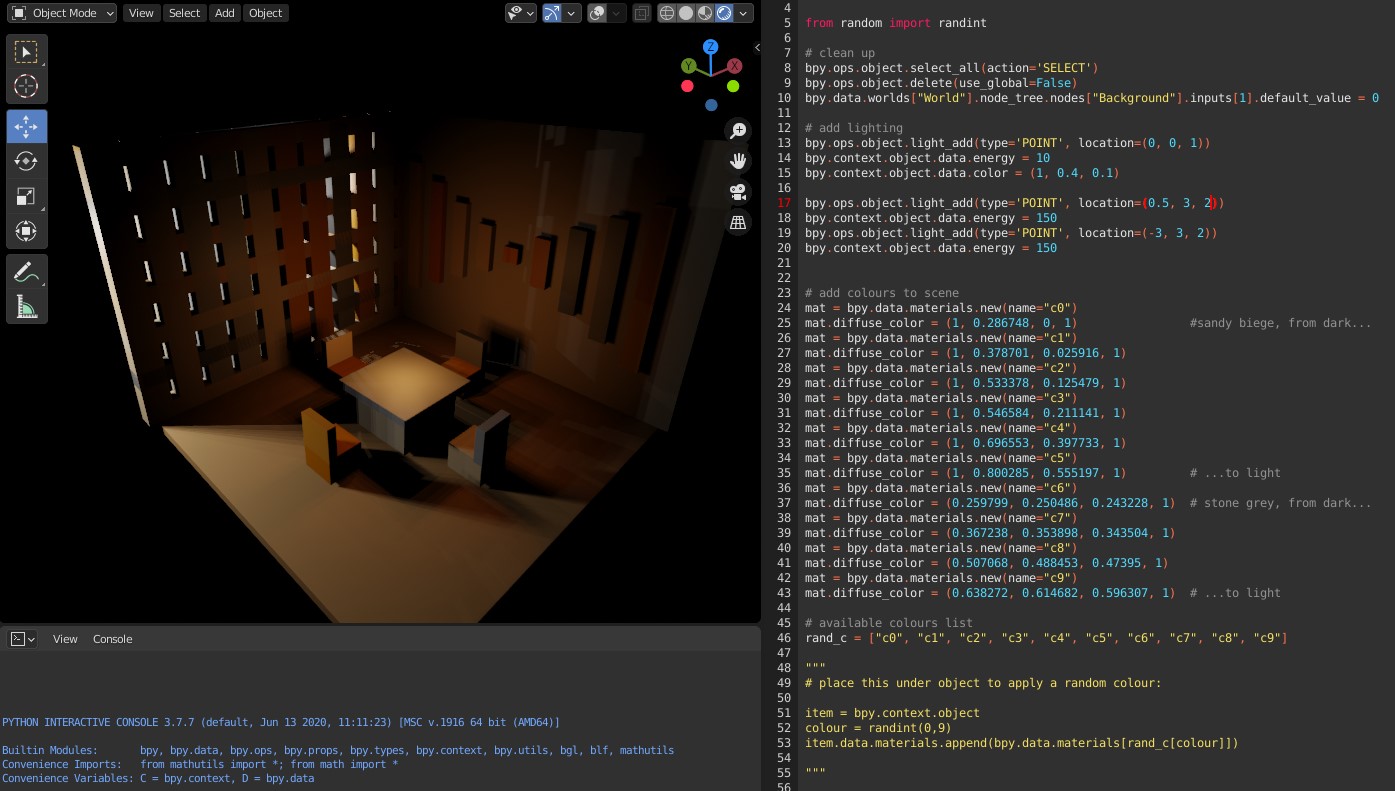 Object Mode View Select Add Object
Z
Y X
View Console
PYTHON INTERACTIVE CONSOLE 3.7.7 (default, Jun 13 2020, 11:11:23) [MSC v.1916 64 bit (AMD64)]
Builtin Modules: bpy, bpy.data, bpy.ops, bpy.props, bpy.types, bpy.context, bpy.utils, bgl, blf, mathutils
Convenience Imports: from mathutils import *; from math import *
Convenience Variables: C = bpy.context, D = bpy.data
4
5 from random import randint
6
7 # clean up
8 bpy.ops.object.select_all(action='SELECT')
9 bpy.ops.object.delete(use_global=False)
10 bpy.data.worlds["World"].node_tree.nodes["Background"].inputs[1].default_value = 0
11
12 # add lighting
13 bpy.ops.object.light_add(type='POINT', location=(0, 0, 1))
14 bpy.context.object.data.energy = 10
15 bpy.context.object.data.color = (1, 0.4, 0.1)
16
17 bpy.ops.object.light_add(type='POINT', location=(0.5, 3, 2))
18 bpy.context.object.data.energy = 150
19 bpy.ops.object.light_add(type='POINT', location=(-3, 3, 2))
20 bpy.context.object.data.energy = 150
21
22
23 # add colours to scene
24 mat = bpy.data.materials.new(name="c0")
25 mat.diffuse_color = (1, 0.286748, 0, 1) #sandy biege, from dark...
26 mat = bpy.data.materials.new(name="c1")
27 mat.diffuse_color = (1, 0.378701, 0.025916, 1)
28 mat = bpy.data.materials.new(name="c2")
29 mat.diffuse_color = (1, 0.533378, 0.125479, 1)
30 mat = bpy.data.materials.new(name="c3")
31 mat.diffuse_color = (1, 0.546584, 0.211141, 1)
32 mat = bpy.data.materials.new(name="c4")
33 mat.diffuse_color = (1, 0.696553, 0.397733, 1)
34 mat = bpy.data.materials.new(name="c5")
35 mat.diffuse_color = (1, 0.800285, 0.555197, 1) # ...to light
36 mat = bpy.data.materials.new(name="c6")
37 mat.diffuse_color = (0.259799, 0.250486, 0.243228, 1) # stone grey, from dark...
38 mat = bpy.data.materials.new(name="c7")
39 mat.diffuse_color = (0.367238, 0.353898, 0.343504, 1)
40 mat = bpy.data.materials.new(name="c8")
41 mat.diffuse_color = (0.507068, 0.488453, 0.47395, 1)
42 mat = bpy.data.materials.new(name="c9")
43 mat.diffuse_color = (0.638272, 0.614682, 0.596307, 1) # ...to light
44
45 # available colours list
46 rand_c = ["c0", "c1", "c2", "c3", "c4", "c5", "c6", "c7", "c8", "c9"]
47
48 """
49 # place this under object to apply a random colour:
50
51 item = bpy.context.object
52 colour = randint(0,9)
53 item.data.materials.append(bpy.data.materials[rand_c[colour]])
54
55 """
56